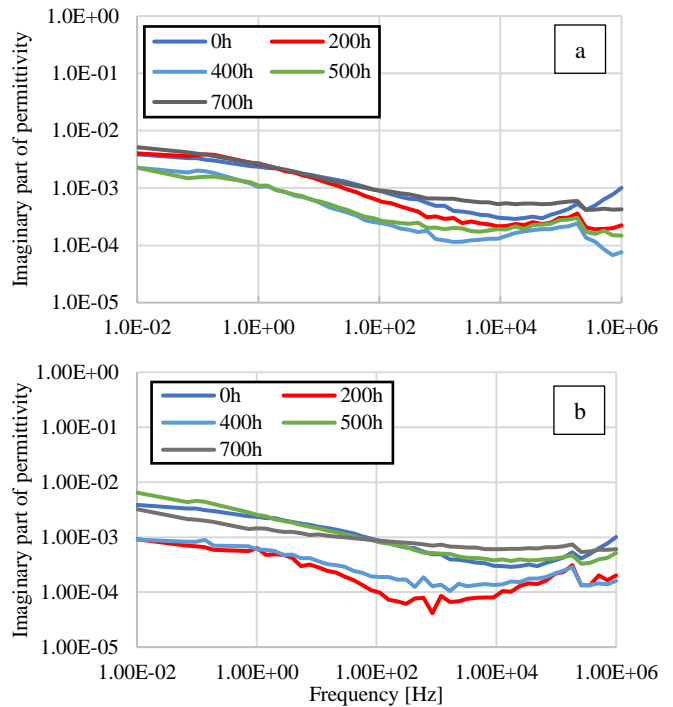 1.0E+00
1.0E-01
1.0E-02
1.0E-03
1.0E-04
1.0E-05
Imaginary part of permittivity
0h 200h
400h 500h
700h
a
1.0E-02 1.0E+00 1.0E+02 1.0E+04 1.0E+06
1.00E+00
1.00E-01
1.00E-02
1.00E-03
1.00E-04
1.00E-05
Imaginary part of permittivity
0h 200h
400h 500h
700h
b
1.00E-02 1.00E+00 1.00E+02 1.00E+04 1.00E+06
Frequency [Hz]